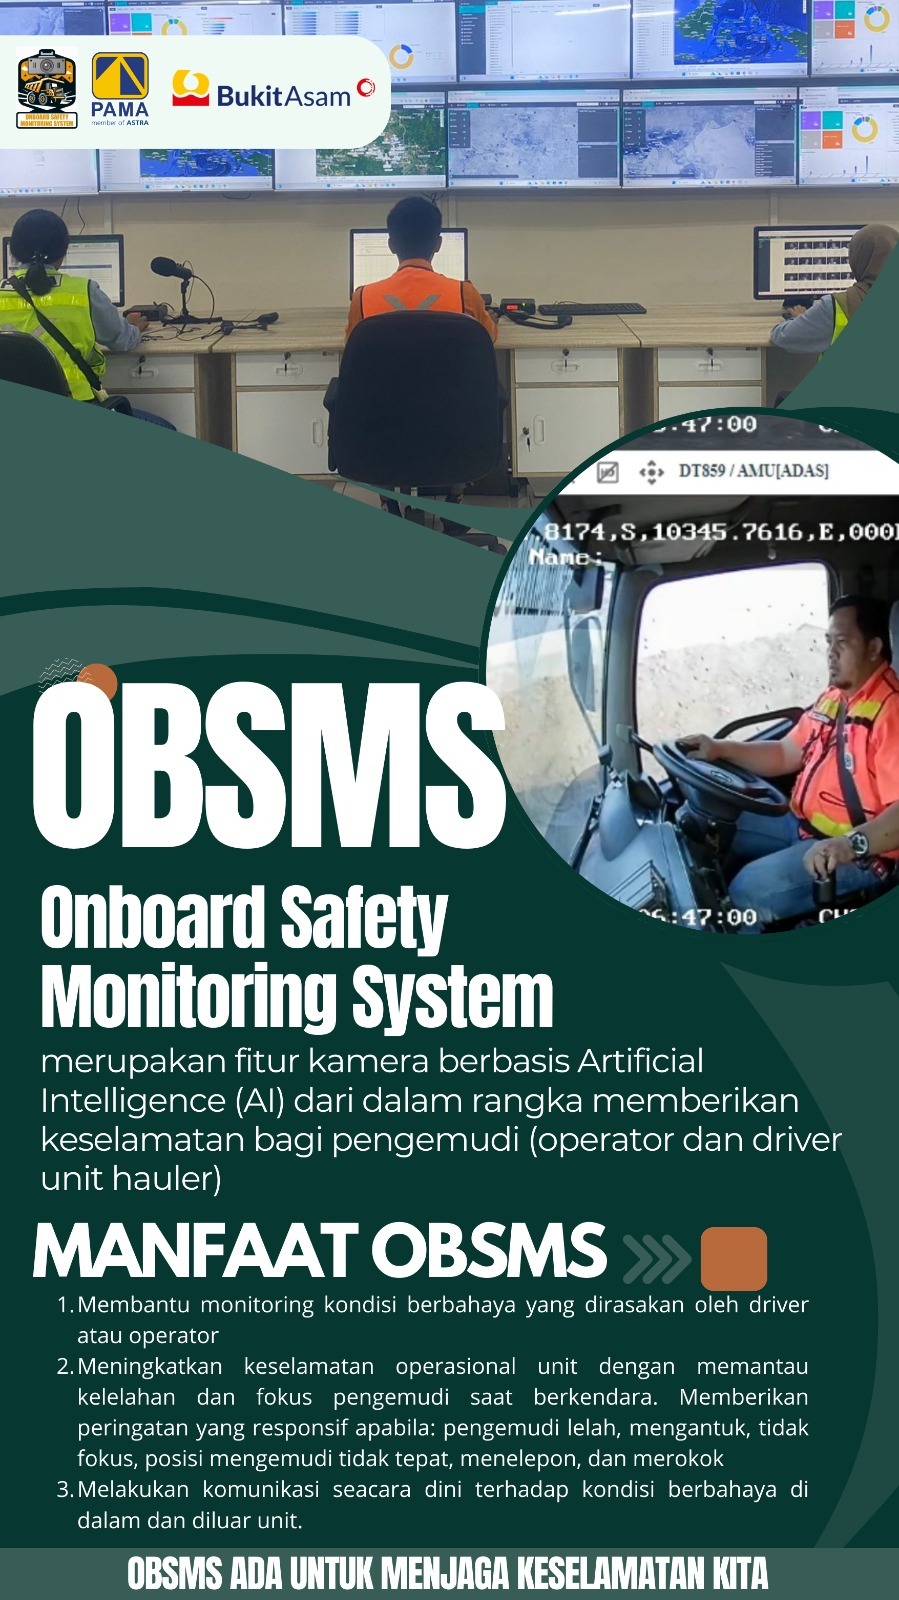 ONBOARD SAFETY
MONITORING SYSTEM
PAMA
member of ASTRA
BukitAsam
:47:00
DT859 / AMU[ADAS]
8174,S,10345.7616,E,000
Name:
6:47:00
OBSMS
Onboard Safety
Monitoring System
merupakan fitur kamera berbasis Artificial
Intelligence (AI) dari dalam rangka memberikan
keselamatan bagi pengemudi (operator dan driver
unit hauler)
MANFAAT OBSMS
1. Membantu monitoring kondisi berbahaya yang dirasakan oleh driver
atau operator
2. Meningkatkan keselamatan operasional unit dengan memantau
kelelahan dan fokus pengemudi saat berkendara. Memberikan
peringatan yang responsif apabila: pengemudi lelah, mengantuk, tidak
fokus, posisi mengemudi tidak tepat, menelepon, dan merokok
3. Melakukan komunikasi seacara dini terhadap kondisi berbahaya di
dalam dan diluar unit.
OBSMS ADA UNTUK MENJAGA KESELAMATAN KITA